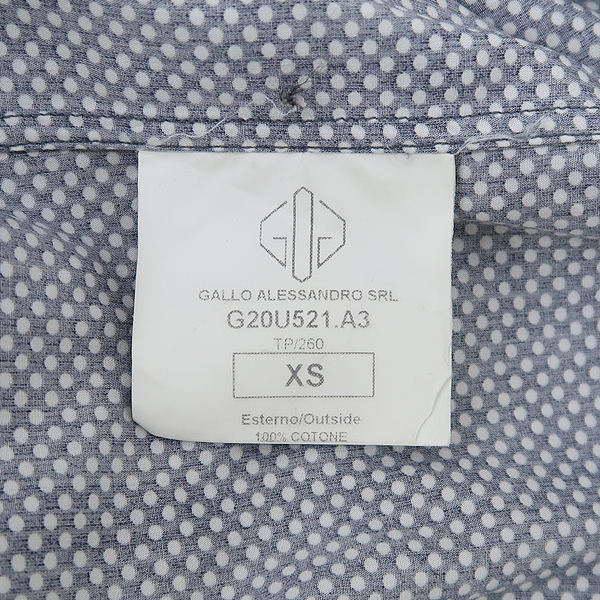 GALLO ALESSANDRO SRL
G20U521.A3
TP/260
XS
Esterno/Outside
100% COTONE